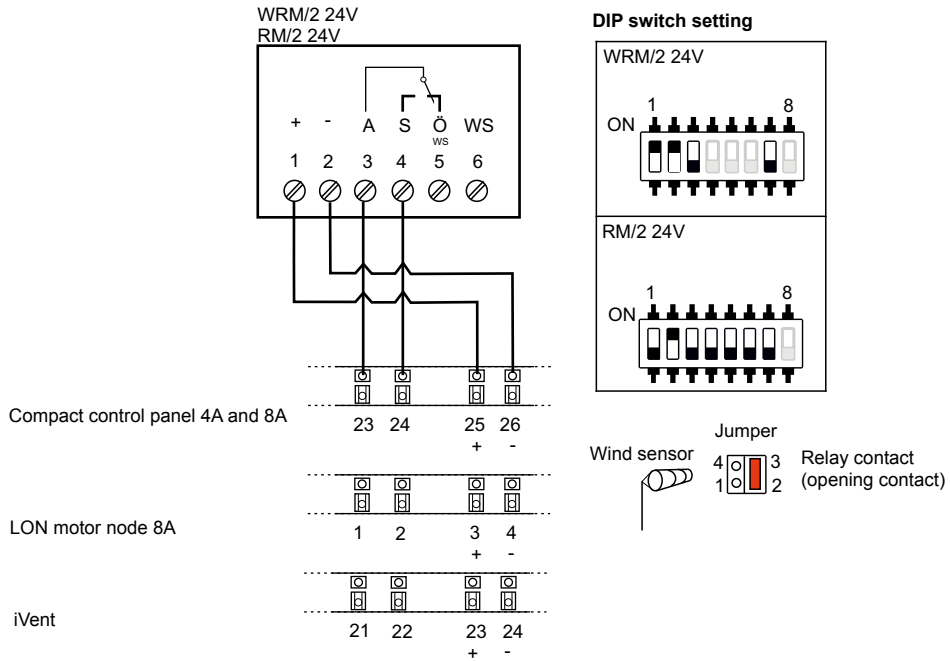 WRM/2 24V
RM/2 24V
+ - A S Ö WS
WS
1 2 3 4 5 6
DIP switch setting
WRM/2 24V
1 8
ON
RM/2 24V
1 8
ON
Compact control panel 4A and 8A
23 24 25 26
+ -
Jumper
Wind sensor
4 3
1 2
Relay contact
(opening contact)
LON motor node 8A
1 2 3 4
+ -
iVent
21 22 23 24
+ -